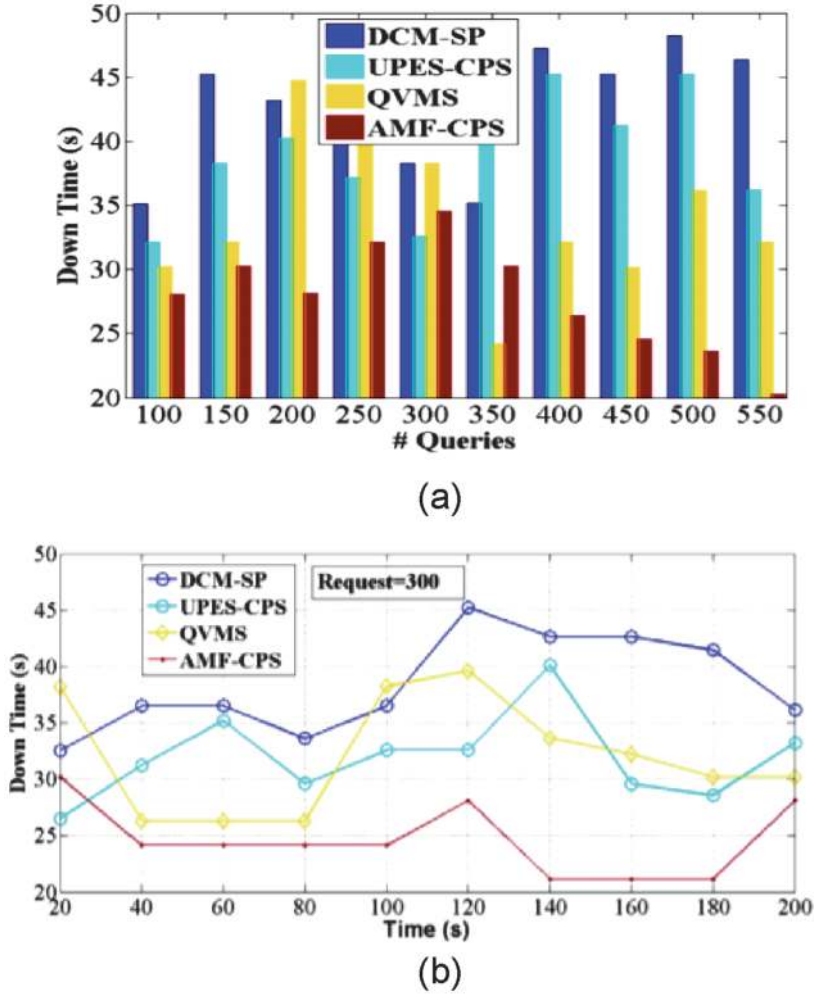 50
45
40
35
30
25
20
Down Time (s)
DCM-SP
UPES-CPS
QVMS
AMF-CPS
100 150 200 250 300 350 400 450 500 550
# Queries
(a)
50
45
40
35
30
25
20
Down Time (s)
DCM-SP
UPES-CPS
QVMS
AMF-CPS
Request=300
20 40 60 80 100 120 140 160 180 200
Time (s)
(b)